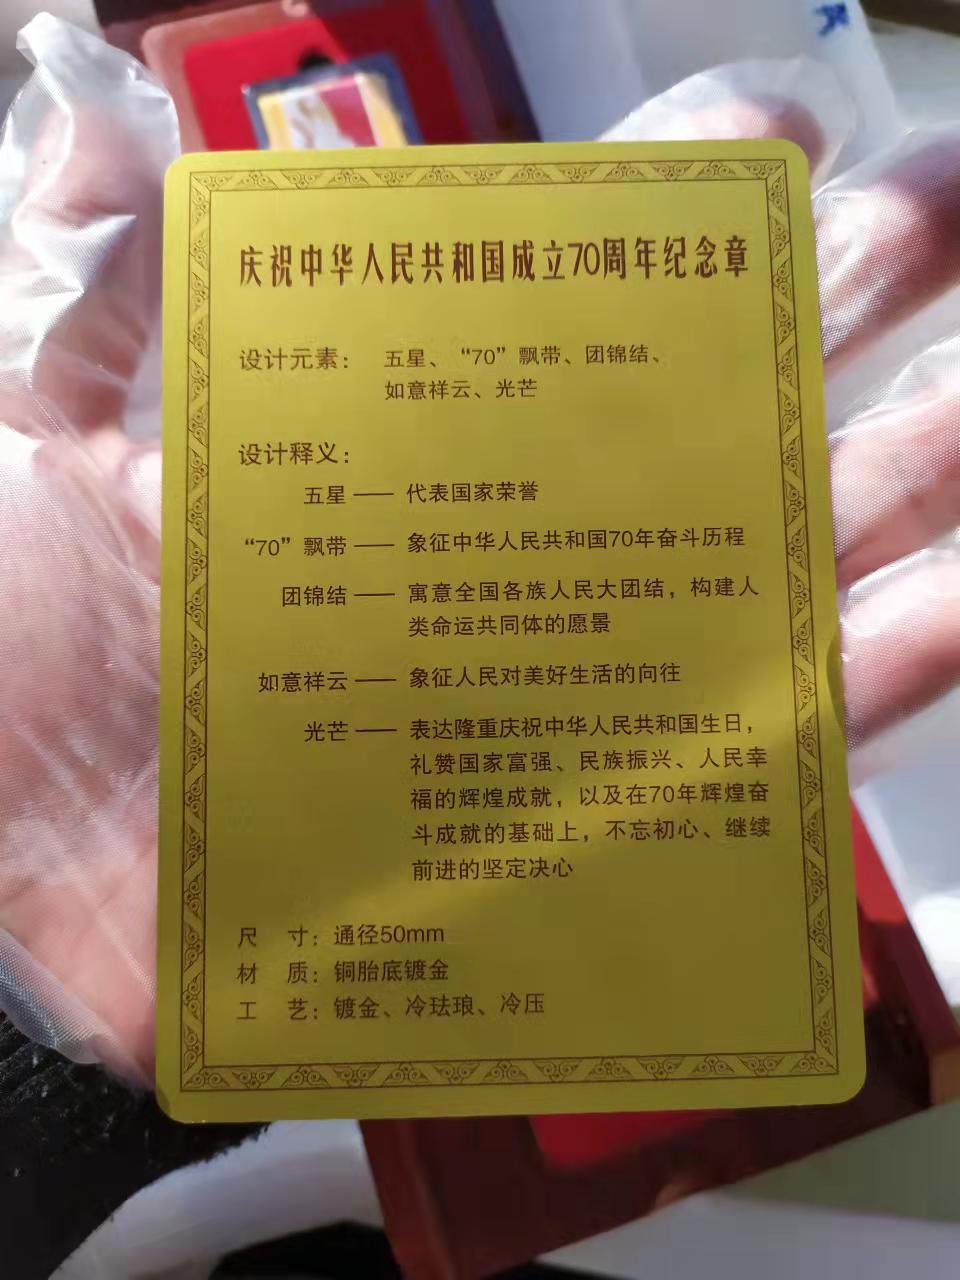 庆祝中华人民共和国成立70周年纪念章
设计元素： 五星、“70”飘带、团锦结、
如意祥云、光芒
设计释义：
五星 —— 代表国家荣誉
“70”飘带 —— 象征中华人民共和国70年奋斗历程
团锦结 —— 寓意全国各族人民大团结，构建人
类命运共同体的愿景
如意祥云 —— 象征人民对美好生活的向往
光芒 —— 表达隆重庆祝中华人民共和国生日，
礼赞国家富强、民族振兴、人民幸
福的辉煌成就，以及在70年辉煌奋
斗成就的基础上，不忘初心、继续
前进的坚定决心
尺 寸：通径50mm
材 质：铜胎底镀金
工 艺：镀金、冷珐琅、冷压